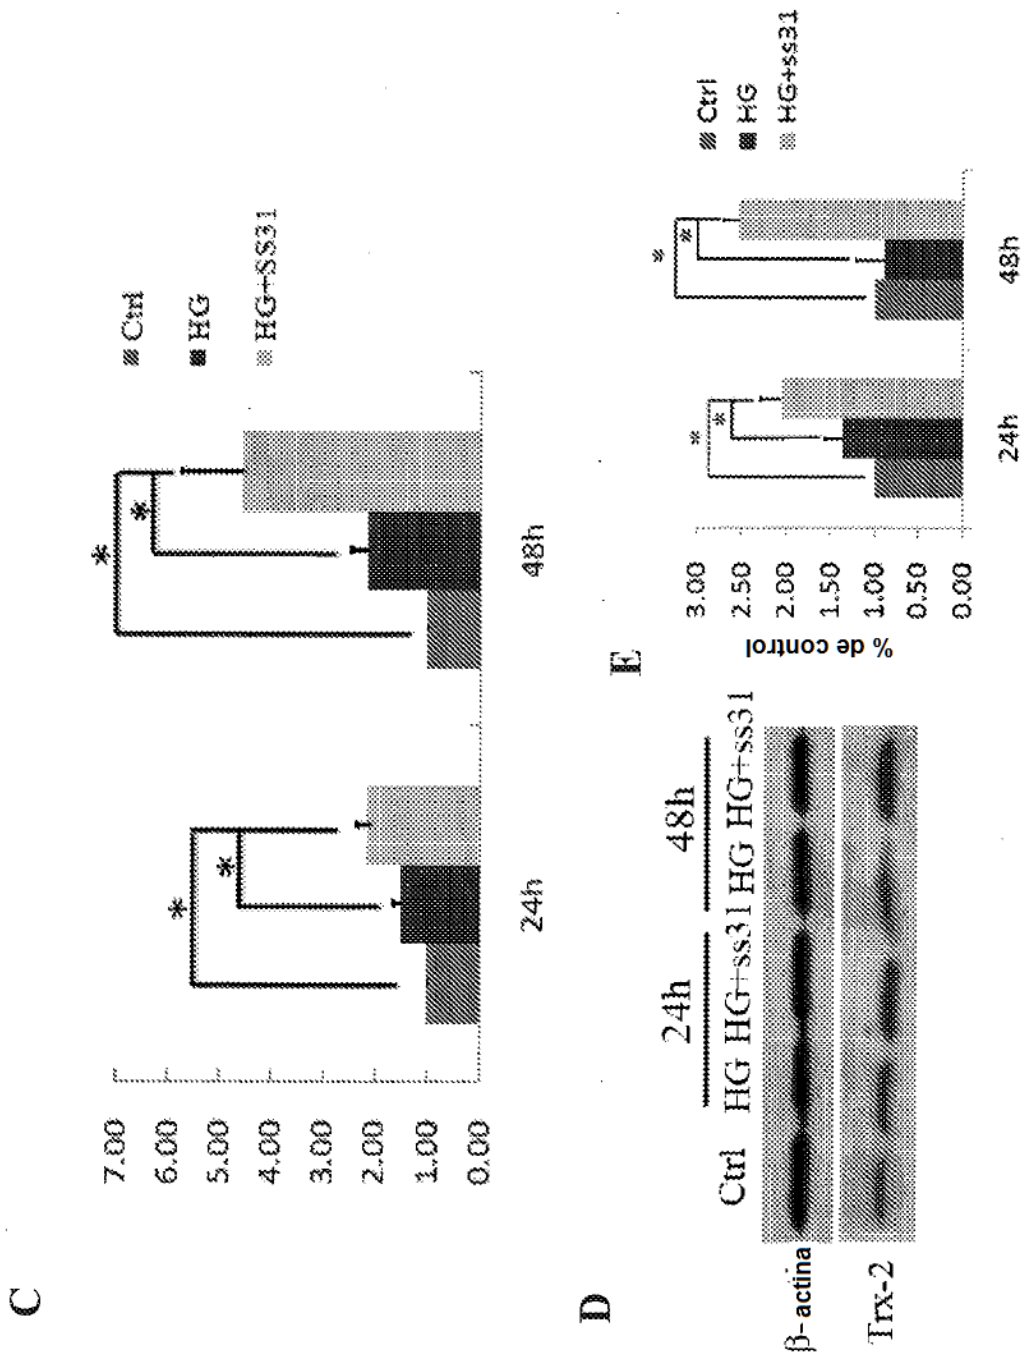 C
7.00
6.00
5.00
4.00
3.00
2.00
1.00
0.00
*
*
*
*
24h
48h
Ctrl
HG
HG+SS31
D
24h
48h
Ctrl HG HG+ss31 HG HG+ss31
β-actina
Trx-2
E
% de control
3.00
2.50
2.00
1.50
1.00
0.50
0.00
*
*
*
*
24h
48h
Ctrl
HG
HG+ss31